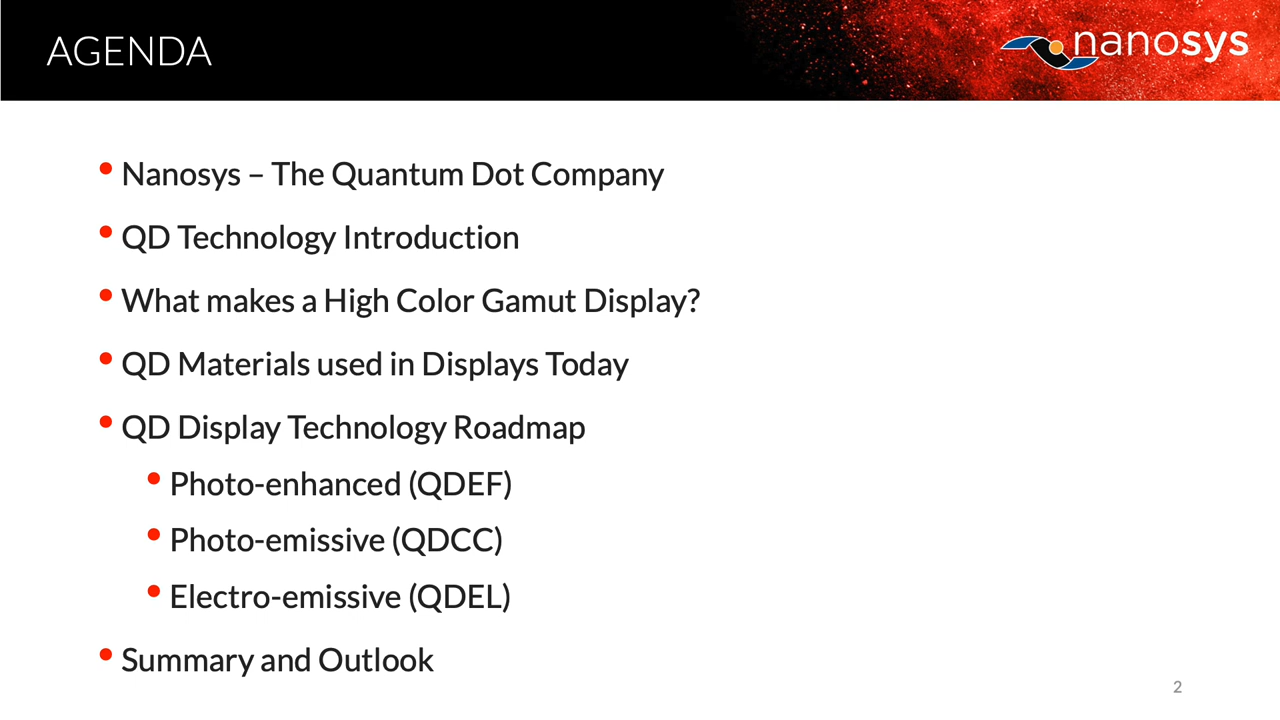 AGENDA
nanosys
• Nanosys – The Quantum Dot Company
• QD Technology Introduction
• What makes a High Color Gamut Display?
• QD Materials used in Displays Today
• QD Display Technology Roadmap
• Photo-enhanced (QDEF)
• Photo-emissive (QDCC)
• Electro-emissive (QDEL)
• Summary and Outlook
2